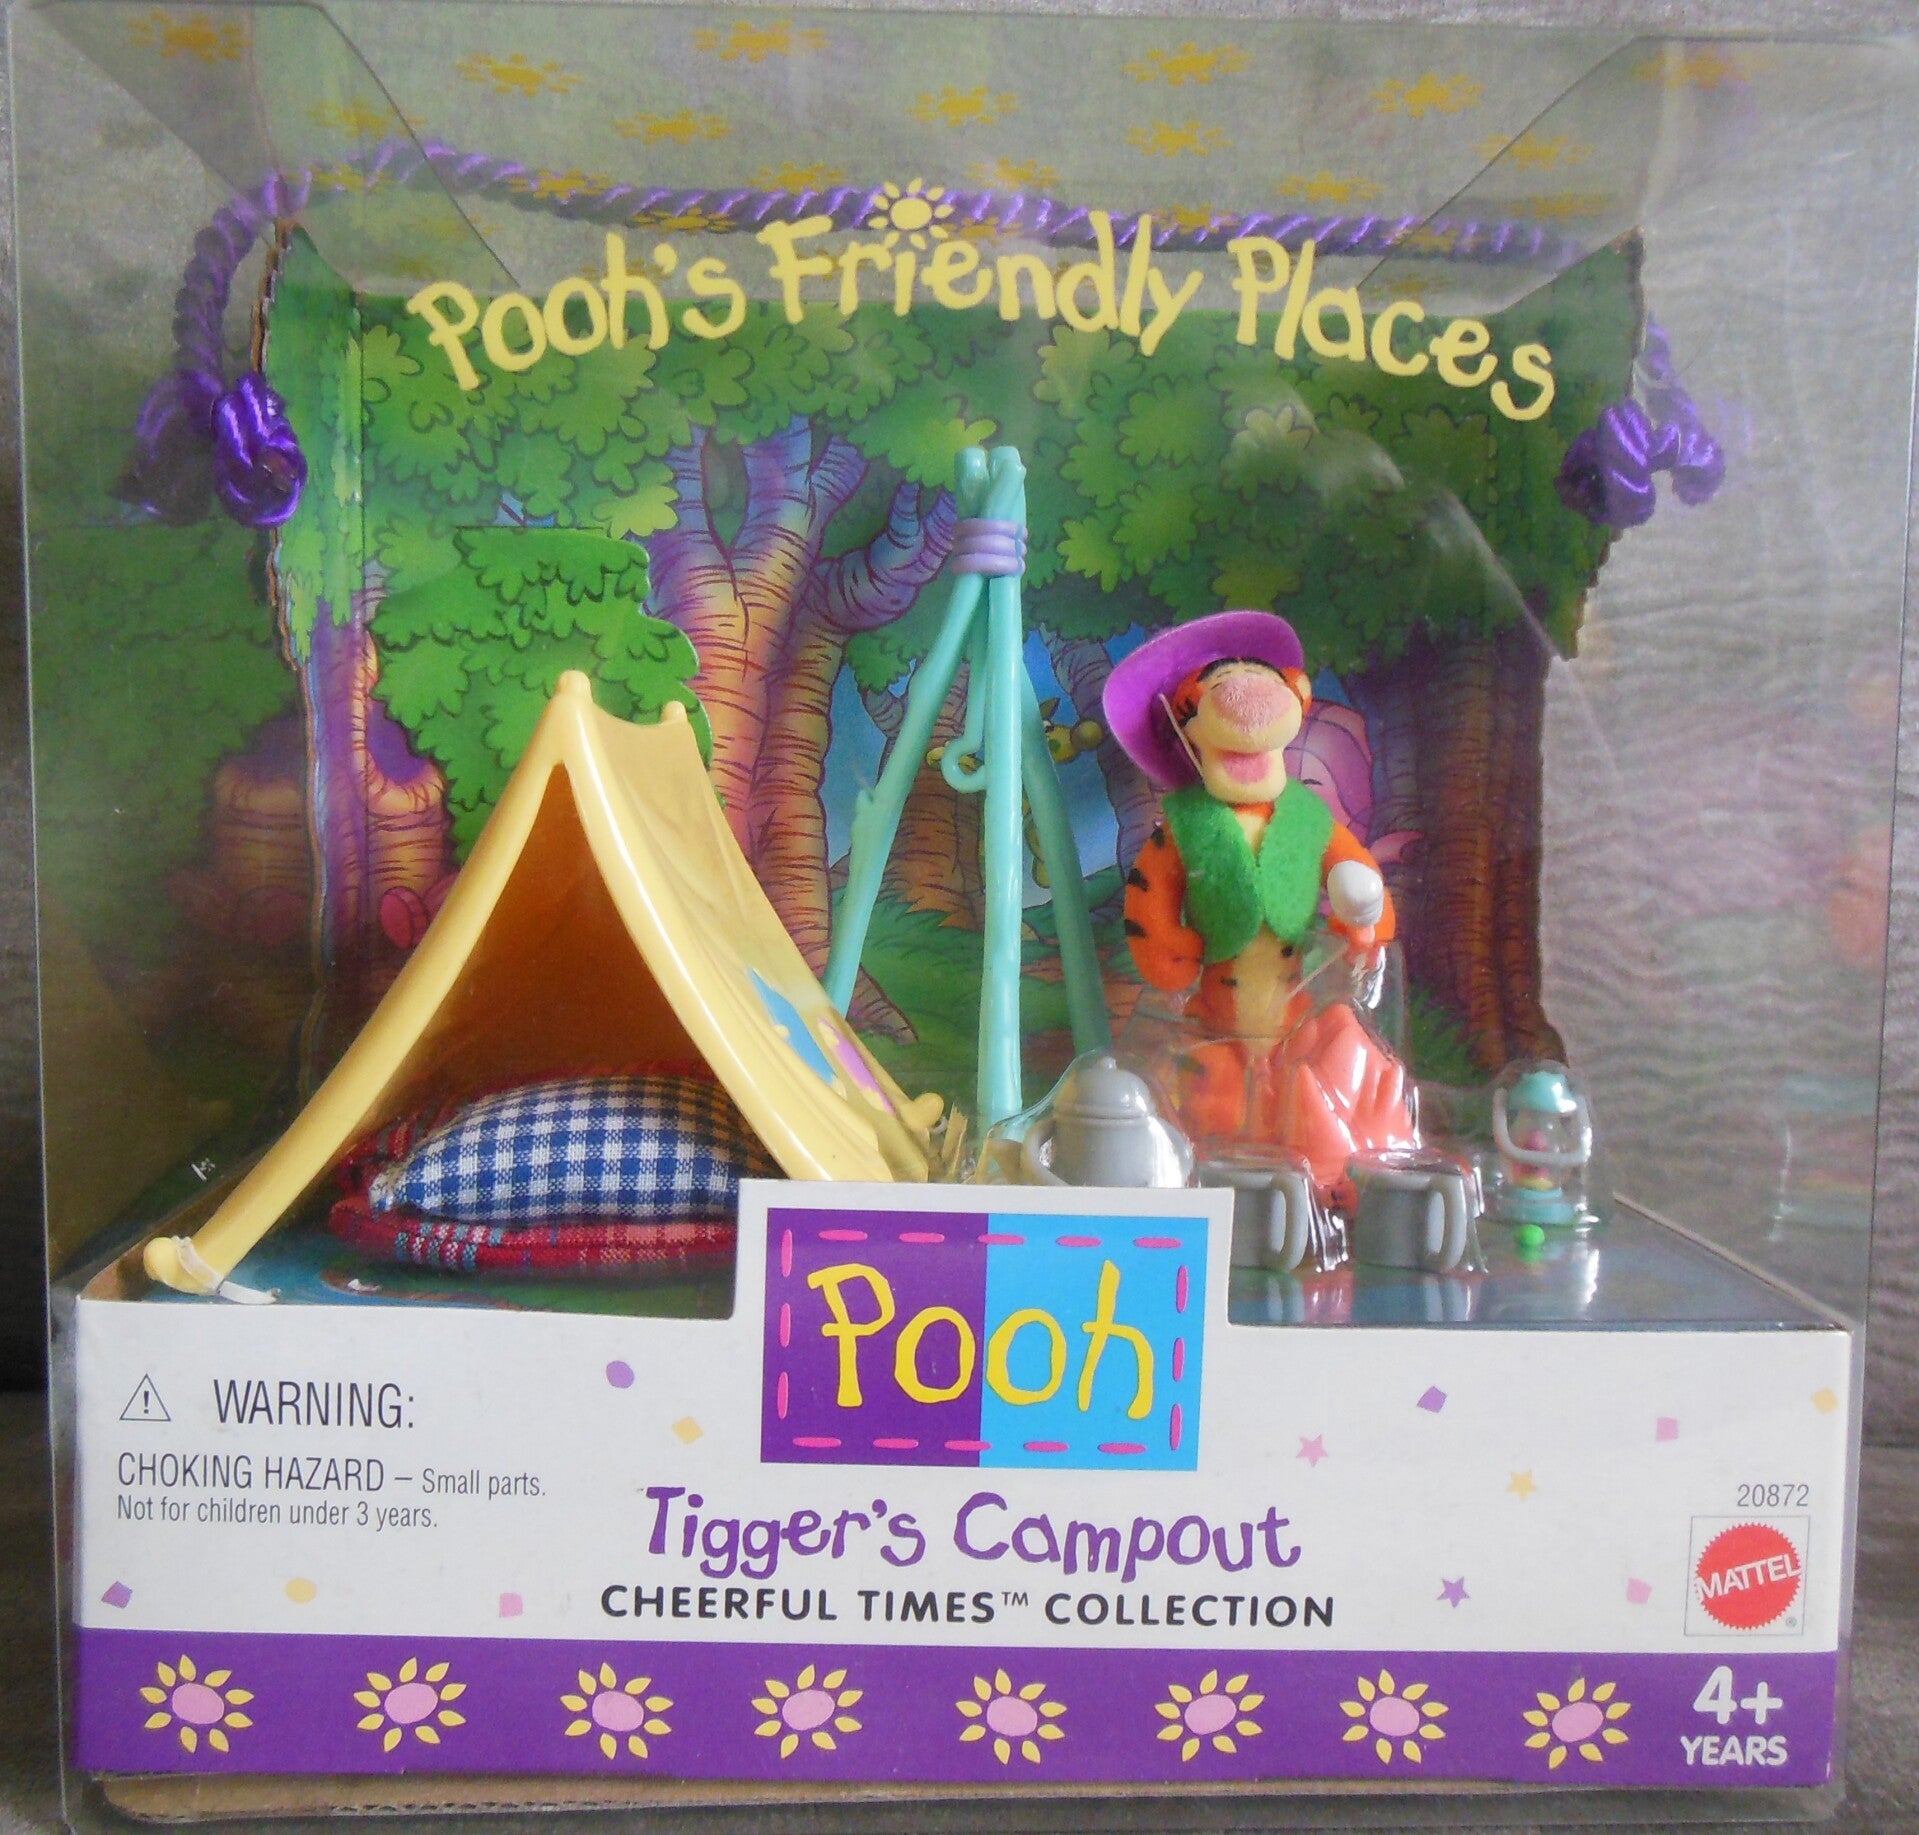 Pooh's Friendly Places
Pooh
⚠ WARNING:
CHOKING HAZARD – Small parts.
Not for children under 3 years.
Tigger's Campout
CHEERFUL TIMES™ COLLECTION
20872
MATTEL®
4+
YEARS